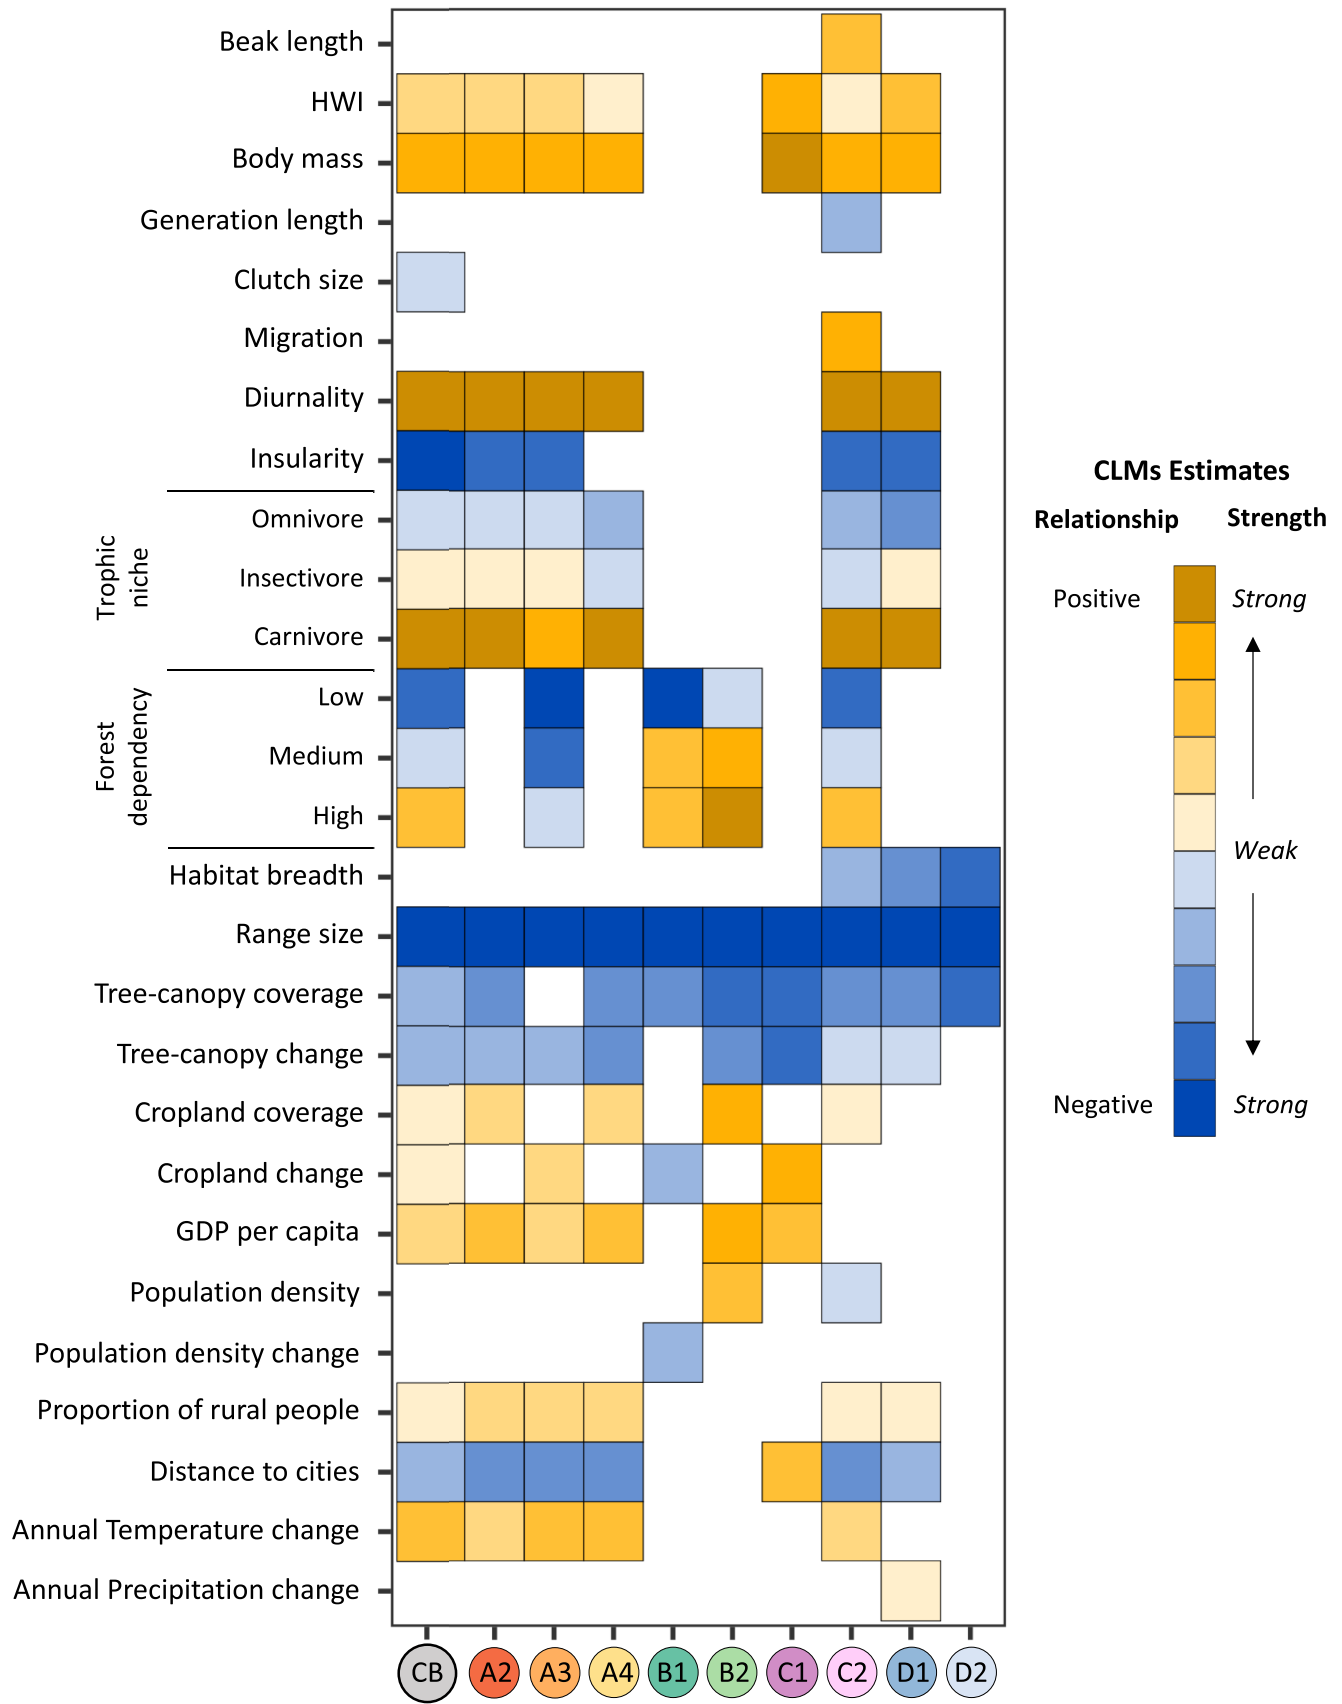 Beak length
HWI
Body mass
Generation length
Clutch size
Migration
Diurnality
Insularity
Trophic
niche
Omnivore
Insectivore
Carnivore
Forest
dependency
Low
Medium
High
Habitat breadth
Range size
Tree-canopy coverage
Tree-canopy change
Cropland coverage
Cropland change
GDP per capita
Population density
Population density change
Proportion of rural people
Distance to cities
Annual Temperature change
Annual Precipitation change
CB A2 A3 A4 B1 B2 C1 C2 D1 D2
CLMs Estimates
Relationship Strength
Positive Strong
Weak
Negative Strong